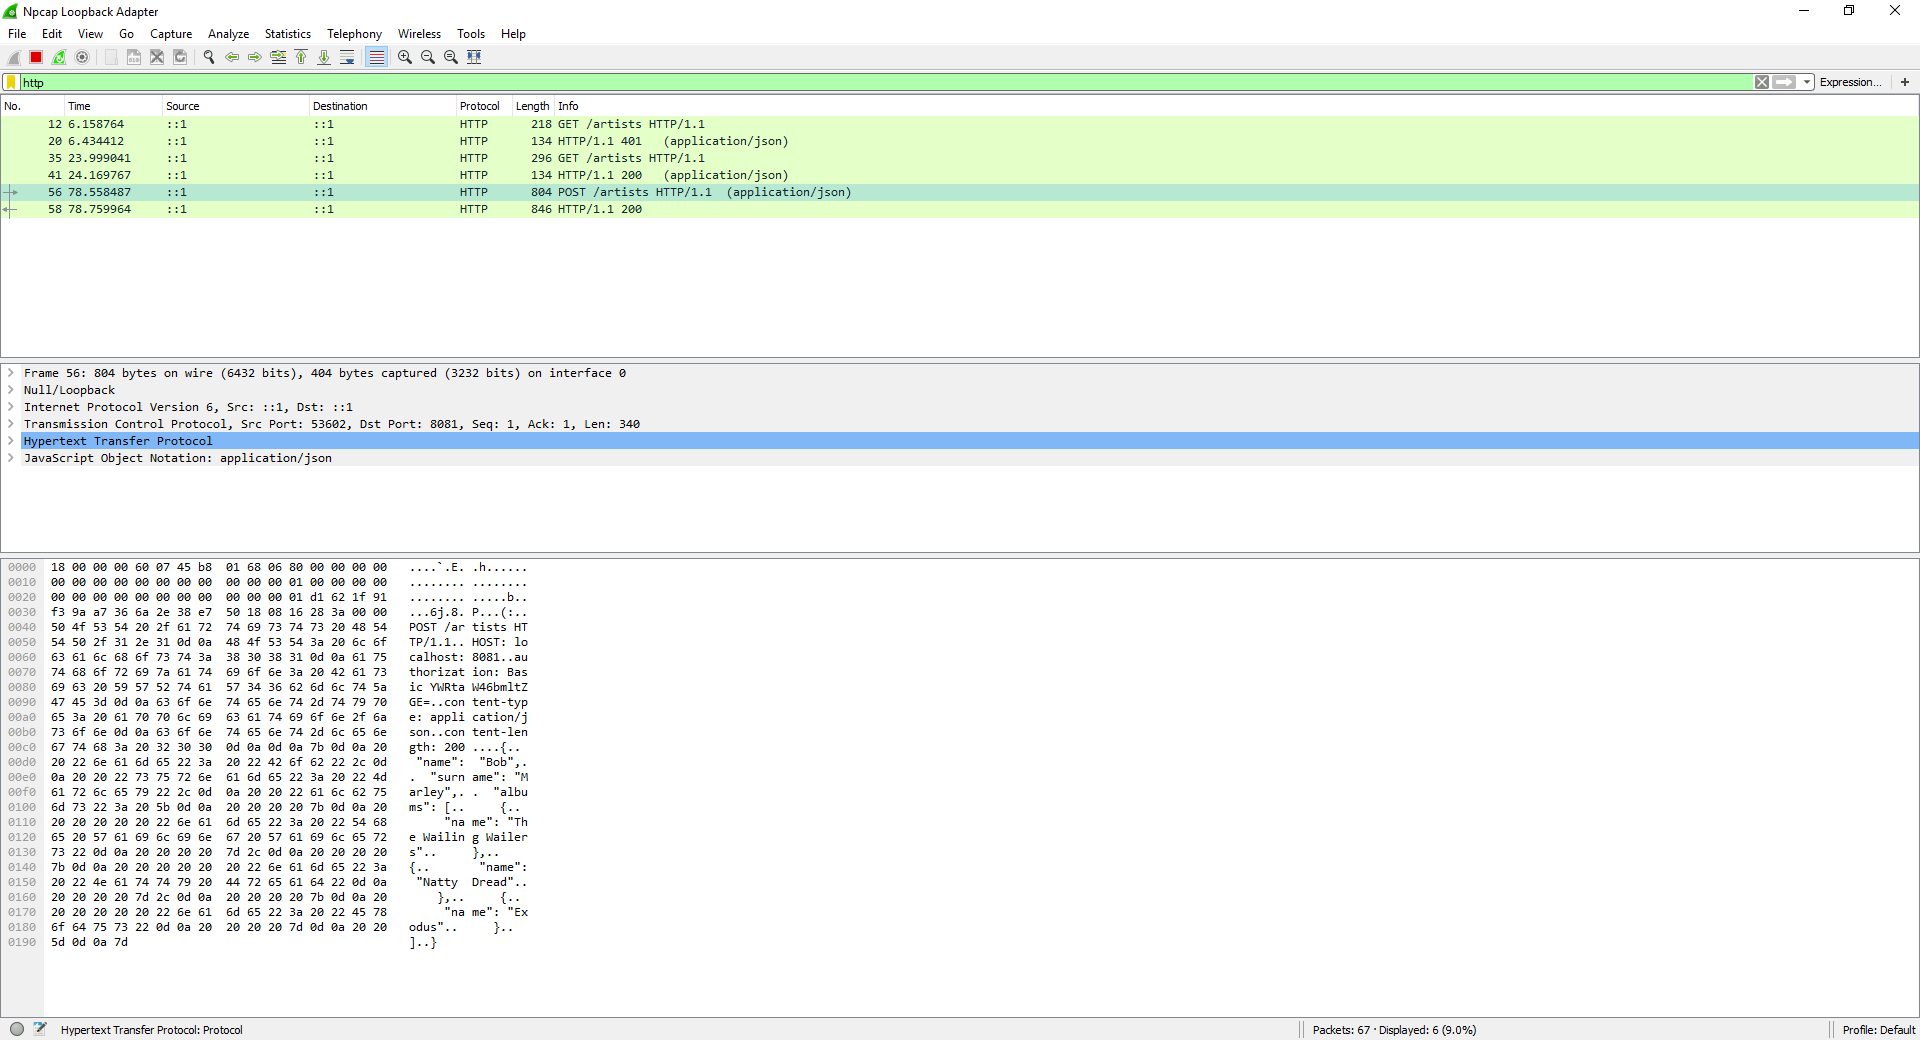 Npcap Loopback Adapter
File Edit View Go Capture Analyze Statistics Telephony Wireless Tools Help
http Expression... +
No. Time Source Destination Protocol Length Info
12 6.158764 ::1 ::1 HTTP 218 GET /artists HTTP/1.1
20 6.434412 ::1 ::1 HTTP 134 HTTP/1.1 401 (application/json)
35 23.999041 ::1 ::1 HTTP 296 GET /artists HTTP/1.1
41 24.169767 ::1 ::1 HTTP 134 HTTP/1.1 200 (application/json)
56 78.558487 ::1 ::1 HTTP 804 POST /artists HTTP/1.1 (application/json)
58 78.759964 ::1 ::1 HTTP 846 HTTP/1.1 200
Frame 56: 804 bytes on wire (6432 bits), 404 bytes captured (3232 bits) on interface 0
Null/Loopback
Internet Protocol Version 6, Src: ::1, Dst: ::1
Transmission Control Protocol, Src Port: 53602, Dst Port: 8081, Seq: 1, Ack: 1, Len: 340
Hypertext Transfer Protocol
JavaScript Object Notation: application/json
0000 18 00 00 00 60 07 45 b8 01 68 06 80 00 00 00 00 ....`.E. .h......
0010 00 00 00 00 00 00 00 00 00 00 00 01 00 00 00 00 ........ ........
0020 00 00 00 00 00 00 00 00 00 00 00 01 d1 62 1f 91 ........ .....b..
0030 f3 9a a7 36 6a 2e 38 e7 50 18 08 16 28 3a 00 00 ...6j.8. P...(:..
0040 50 4f 53 54 20 2f 61 72 74 69 73 74 73 20 48 54 POST /ar tists HT
0050 54 50 2f 31 2e 31 0d 0a 48 4f 53 54 3a 20 6c 6f TP/1.1.. HOST: lo
0060 63 61 6c 68 6f 73 74 3a 38 30 38 31 0d 0a 61 75 calhost: 8081..au
0070 74 68 6f 72 69 7a 61 74 69 6f 6e 3a 20 42 61 73 thorizat ion: Bas
0080 69 63 20 59 57 52 74 61 57 34 36 62 6d 6c 74 5a ic YWRta W46bmltZ
0090 47 45 3d 0d 0a 63 6f 6e 74 65 6e 74 2d 74 79 70 GE=..con tent-typ
00a0 65 3a 20 61 70 70 6c 69 63 61 74 69 6f 6e 2f 6a e: appli cation/j
00b0 73 6f 6e 0d 0a 63 6f 6e 74 65 6e 74 2d 6c 65 6e son..con tent-len
00c0 67 74 68 3a 20 32 30 30 0d 0a 0d 0a 7b 0d 0a 20 gth: 200 ....{..
00d0 20 22 6e 61 6d 65 22 3a 20 22 42 6f 62 22 2c 0d "name": "Bob",.
00e0 0a 20 20 22 73 75 72 6e 61 6d 65 22 3a 20 22 4d . "surn ame": "M
00f0 61 72 6c 65 79 22 2c 0d 0a 20 20 22 61 6c 62 75 arley",. . "albu
0100 6d 73 22 3a 20 5b 0d 0a 20 20 20 20 7b 0d 0a 20 ms": [.. {..
0110 20 20 20 20 20 22 6e 61 6d 65 22 3a 20 22 54 68 "na me": "Th
0120 65 20 57 61 69 6c 69 6e 67 20 57 61 69 6c 65 72 e Wailin g Wailer
0130 73 22 0d 0a 20 20 20 20 7d 2c 0d 0a 20 20 20 20 s".. },..
0140 7b 0d 0a 20 20 20 20 20 20 22 6e 61 6d 65 22 3a {.. "name":
0150 20 22 4e 61 74 74 79 20 44 72 65 61 64 22 0d 0a "Natty Dread"..
0160 20 20 20 20 7d 2c 0d 0a 20 20 20 20 7b 0d 0a 20 },.. {..
0170 20 20 20 20 20 22 6e 61 6d 65 22 3a 20 22 45 78 "na me": "Ex
0180 6f 64 75 73 22 0d 0a 20 20 20 20 7d 0d 0a 20 20 odus".. }..
0190 5d 0d 0a 7d ]..}
Hypertext Transfer Protocol: Protocol Packets: 67 · Displayed: 6 (9.0%) Profile: Default